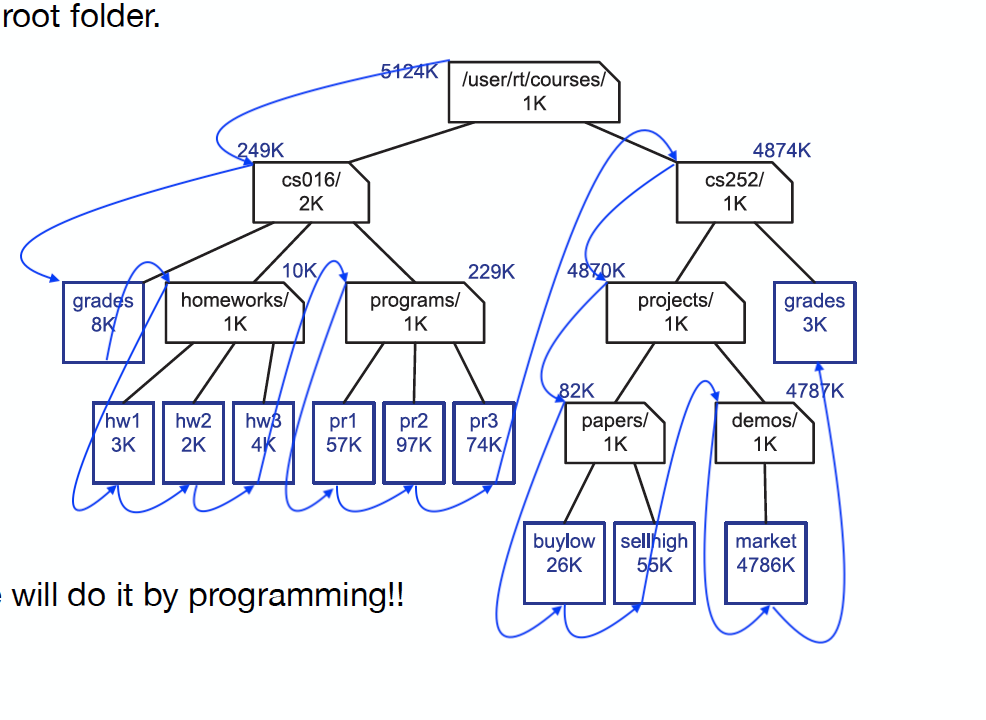 root folder.
5124K
/user/rt/courses/
1K
249K
4874K
cs016/
2K
cs252/
1K
10K
229K
4870K
grades
8K
homeworks/
1K
programs/
1K
projects/
1K
grades
3K
82K
4787K
hw1
3K
hw2
2K
hw3
4K
pr1
57K
pr2
97K
pr3
74K
papers/
1K
demos/
1K
buylow
26K
sellhigh
55K
market
4786K
will do it by programming!!